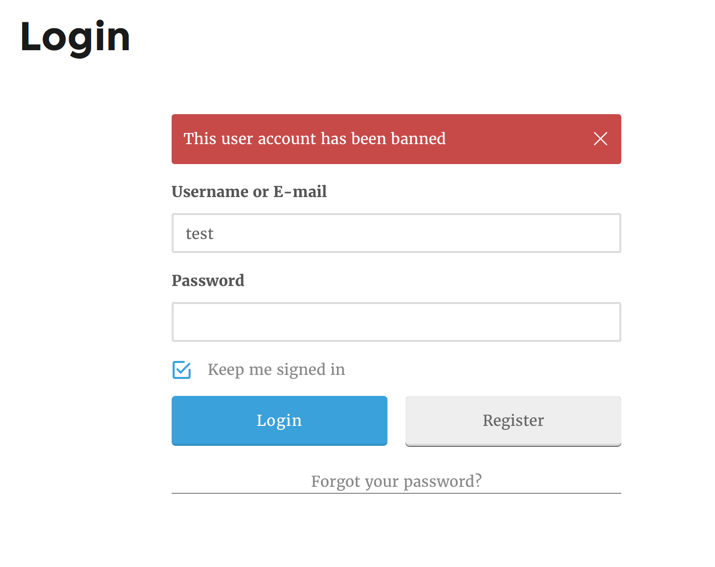 Login
This user account has been banned
Username or E-mail
test
Password
Keep me signed in
Login
Register
Forgot your password?